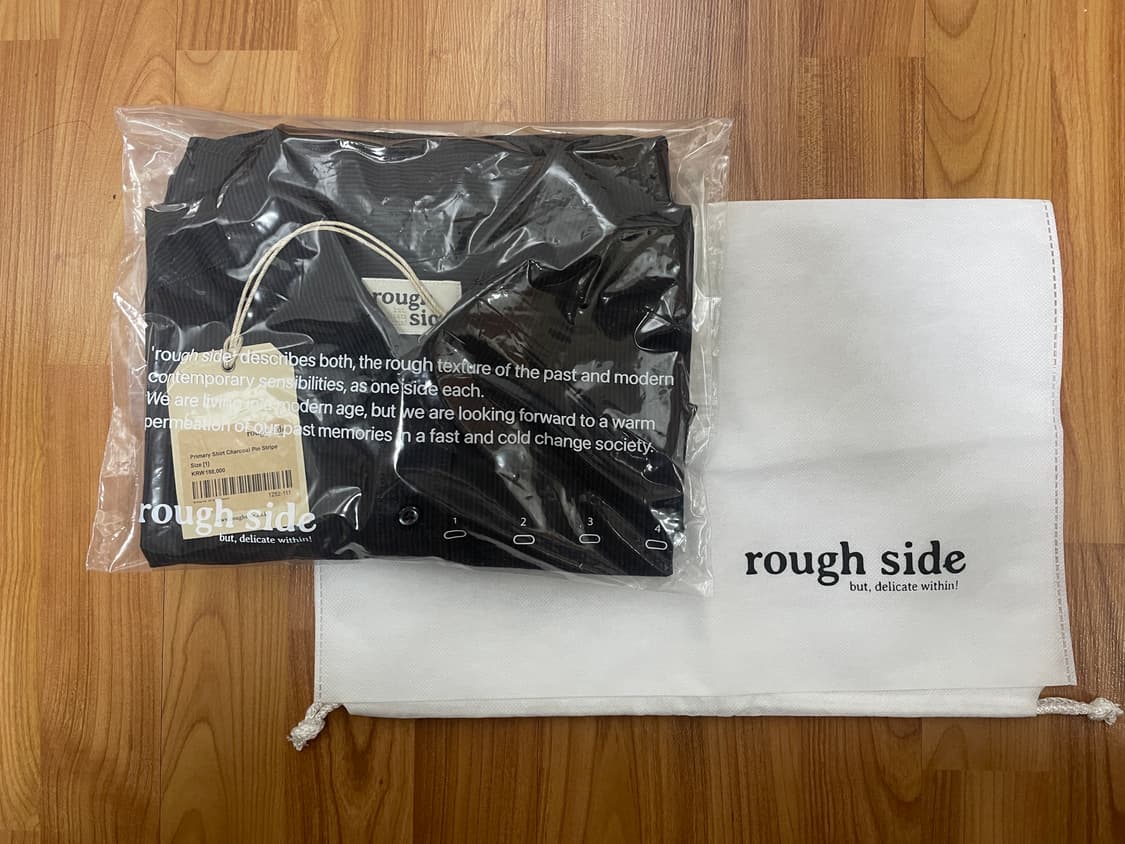 rough
side
'rough side' describes both, the rough texture of the past and modern
contemporary sensibilities, as one side each.
We are living in a modern age, but we are looking forward to a warm
permeation of our past memories in a fast and cold change society.
Primary Shirt Charcoal Pin Stripe
Size [1]
KRW198,000
1ZS2-111
rough side
but, delicate within!
1 2 3 4
rough side
but, delicate within!